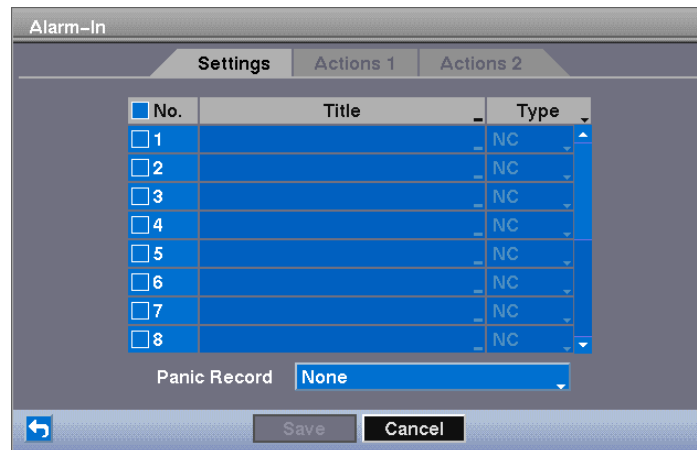 Alarm–In
Settings Actions 1 Actions 2
No. Title Type
1 NC
2 NC
3 NC
4 NC
5 NC
6 NC
7 NC
8 NC
Panic Record None
Save Cancel